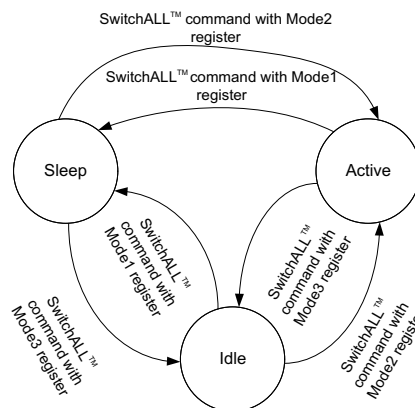 SwitchALL™ command with Mode2
register
SwitchALL™ command with Mode1
register
Sleep
Active
SwitchALL™
command with
Mode1 register
SwitchALL™
command with
Mode3 register
SwitchALL™
command with
Mode3 register
Idle
SwitchALL™
command with
Mode2 register